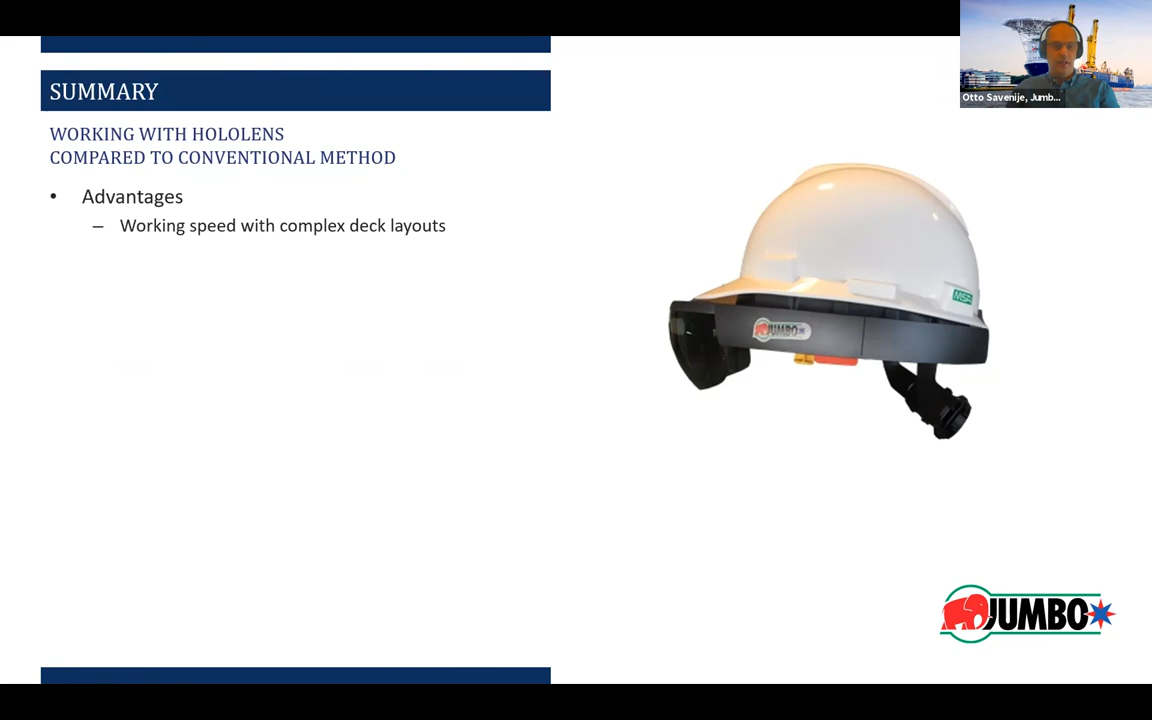 SUMMARY
WORKING WITH HOLOLENS
COMPARED TO CONVENTIONAL METHOD
• Advantages
– Working speed with complex deck layouts
Otto Savenije, Jumb...
MSA
JUMBO
JUMBO